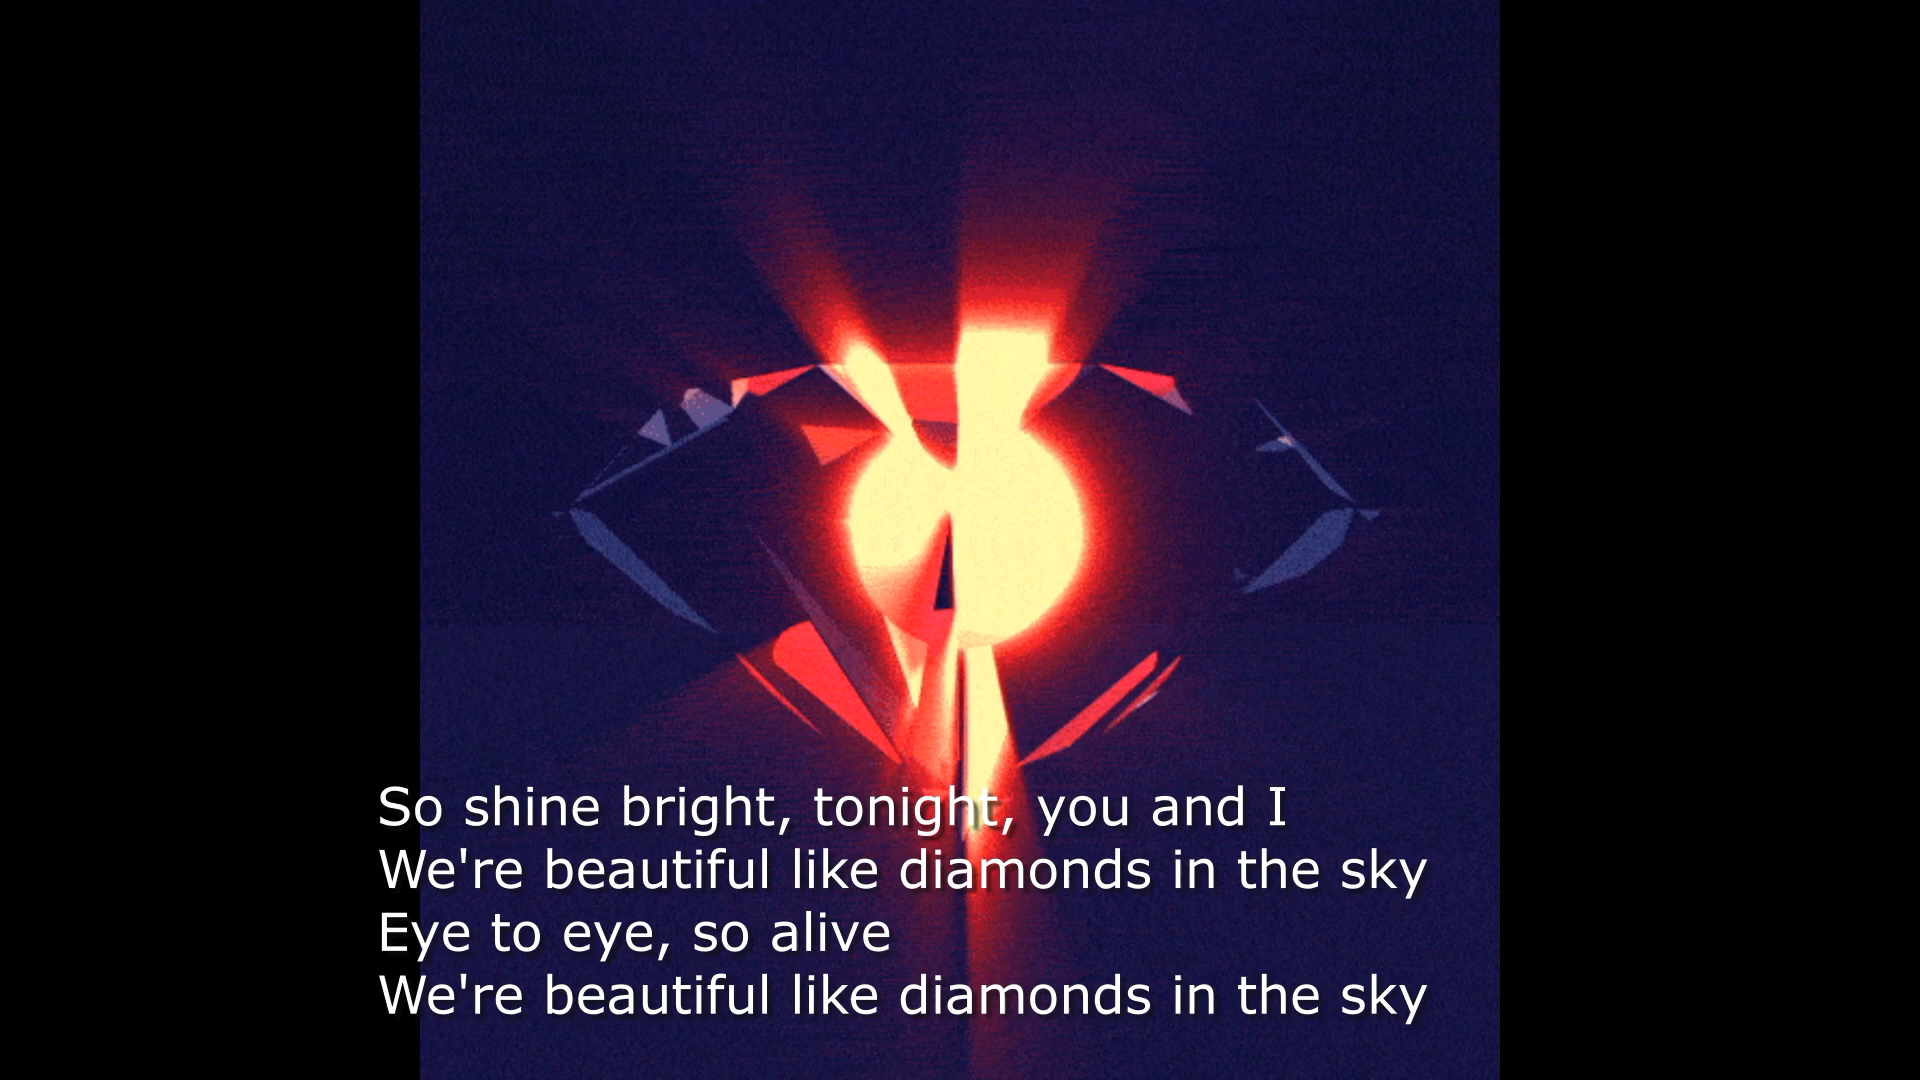 So shine bright, tonight, you and I
We're beautiful like diamonds in the sky
Eye to eye, so alive
We're beautiful like diamonds in the sky